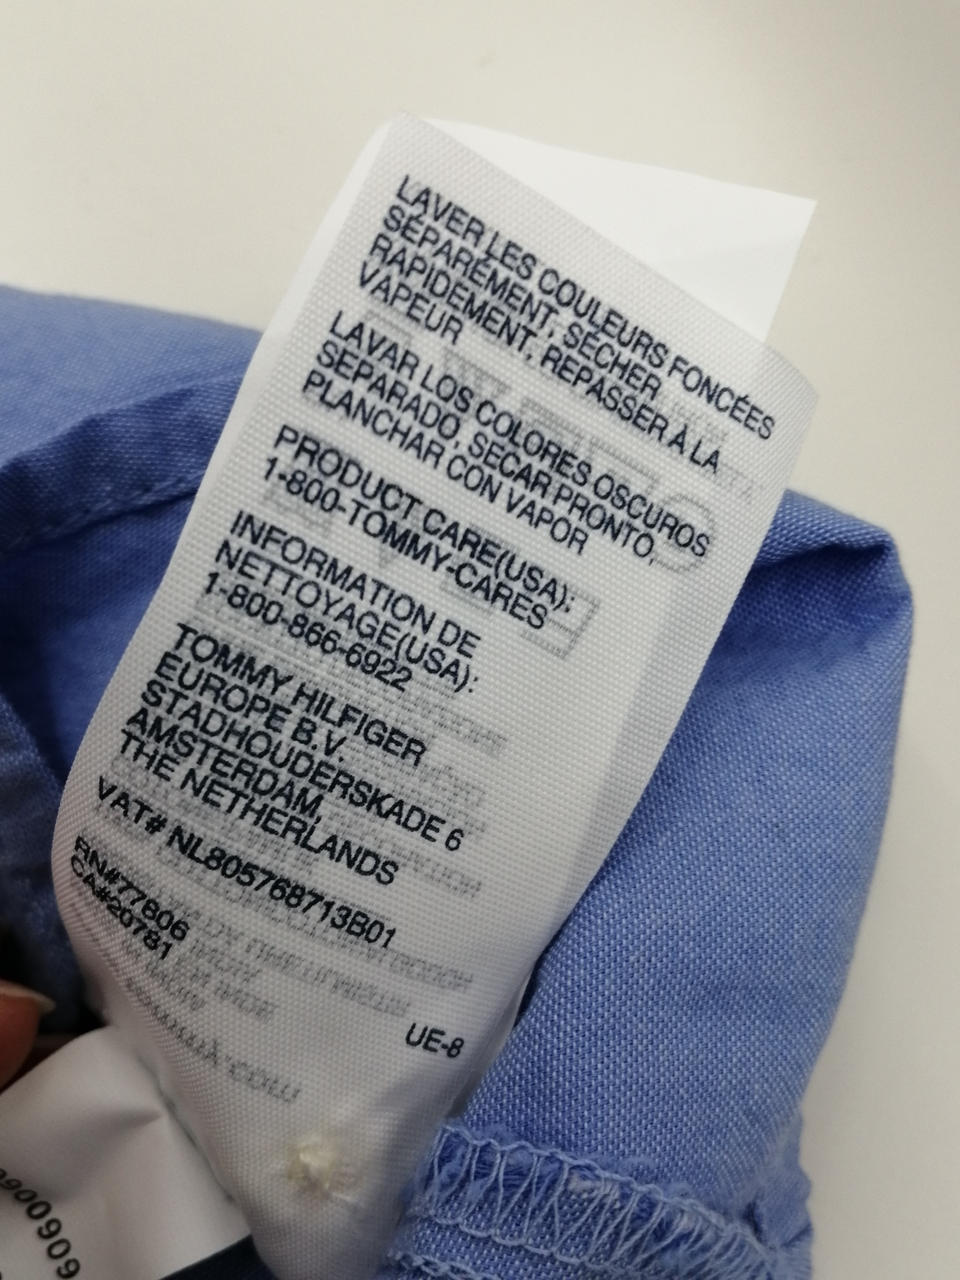 LAVER LES COULEURS FONCÉES
SÉPARÉMENT, SÉCHER
RAPIDEMENT, REPASSER À LA
VAPEUR
LAVAR LOS COLORES OSCUROS
SEPARADO, SECAR PRONTO,
PLANCHAR CON VAPOR
PRODUCT CARE(USA):
1-800-TOMMY-CARES
INFORMATION DE
NETTOYAGE(USA):
1-800-866-6922
TOMMY HILFIGER
EUROPE B.V.
STADHOUDERSKADE 6
AMSTERDAM,
THE NETHERLANDS
VAT# NL805768713B01
RN#77806
CA#20781
UE-8